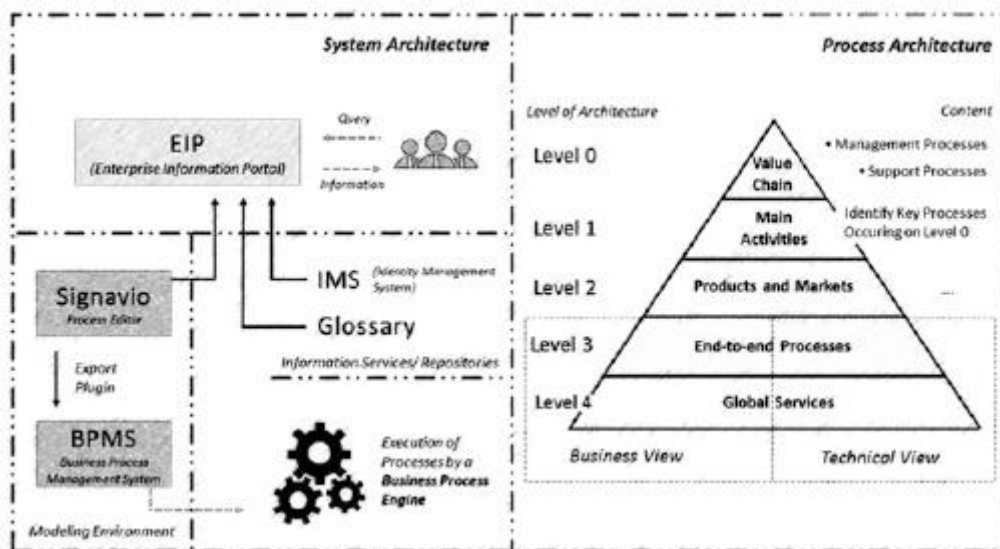 System Architecture
EIP
(Enterprise Information Portal)
Query
Information
Signavio
Process Editor
Export
Plugin
BPMS
Business Process
Management System
Modeling Environment
IMS (Identity Management
System)
Glossary
Information Services/ Repositories
Execution of
Processes by a
Business Process
Engine
Process Architecture
Level of Architecture
Content
Level 0
Value
Chain
• Management Processes
• Support Processes
Level 1
Main
Activities
Identify Key Processes
Occuring on Level 0
Level 2
Products and Markets
...
Level 3
End-to-end Processes
Level 4
Global Services
Business View
Technical View